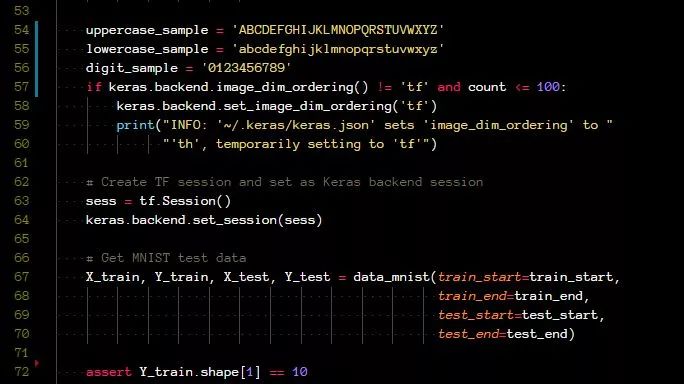 53
54 uppercase_sample = 'ABCDEFGHIJKLMNOPQRSTUVWXYZ'
55 lowercase_sample = 'abcdefghijklmnopqrstuvwxyz'
56 digit_sample = '0123456789'
57 if keras.backend.image_dim_ordering() != 'tf' and count <= 100:
58 keras.backend.set_image_dim_ordering('tf')
59 print("INFO: '~/.keras/keras.json' sets 'image_dim_ordering' to "
60 "'th', temporarily setting to 'tf'")
61
62 # Create TF session and set as Keras backend session
63 sess = tf.Session()
64 keras.backend.set_session(sess)
65
66 # Get MNIST test data
67 X_train, Y_train, X_test, Y_test = data_mnist(train_start=train_start,
68 train_end=train_end,
69 test_start=test_start,
70 test_end=test_end)
71
72 assert Y_train.shape[1] == 10